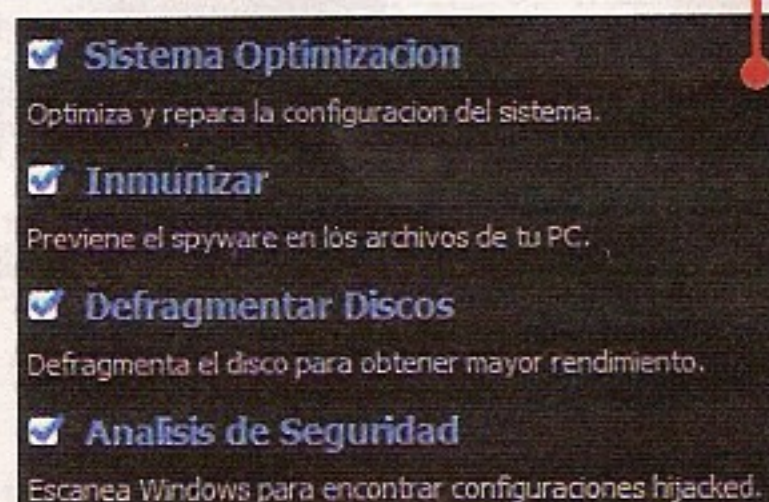 Sistema Optimizacion
Optimiza y repara la configuracion del sistema.
Inmunizar
Previene el spyware en los archivos de tu PC.
Defragmentar Discos
Defragmenta el disco para obtener mayor rendimiento.
Analisis de Seguridad
Escanea Windows para encontrar configuraciones hijacked.